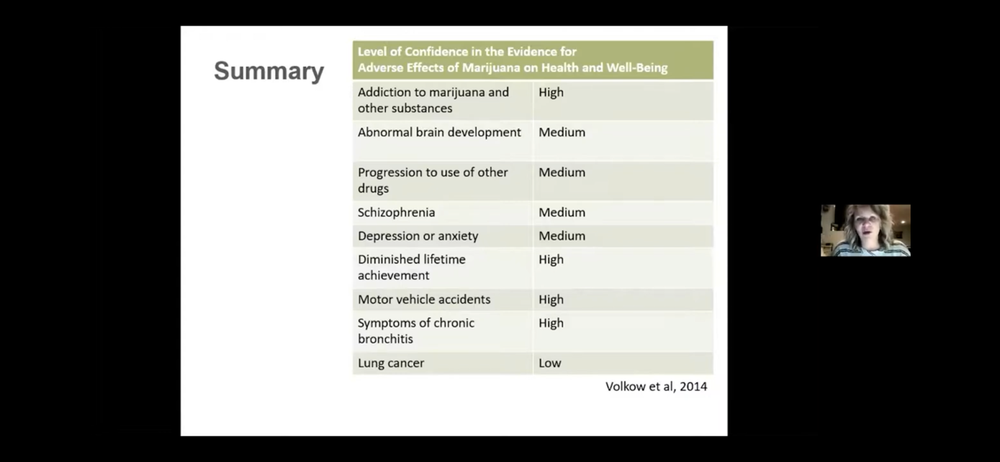 Summary
Level of Confidence in the Evidence for
Adverse Effects of Marijuana on Health and Well-Being
Addiction to marijuana and
other substances
High
Abnormal brain development
Medium
Progression to use of other
drugs
Medium
Schizophrenia
Medium
Depression or anxiety
Medium
Diminished lifetime
achievement
High
Motor vehicle accidents
High
Symptoms of chronic
bronchitis
High
Lung cancer
Low
Volkow et al, 2014